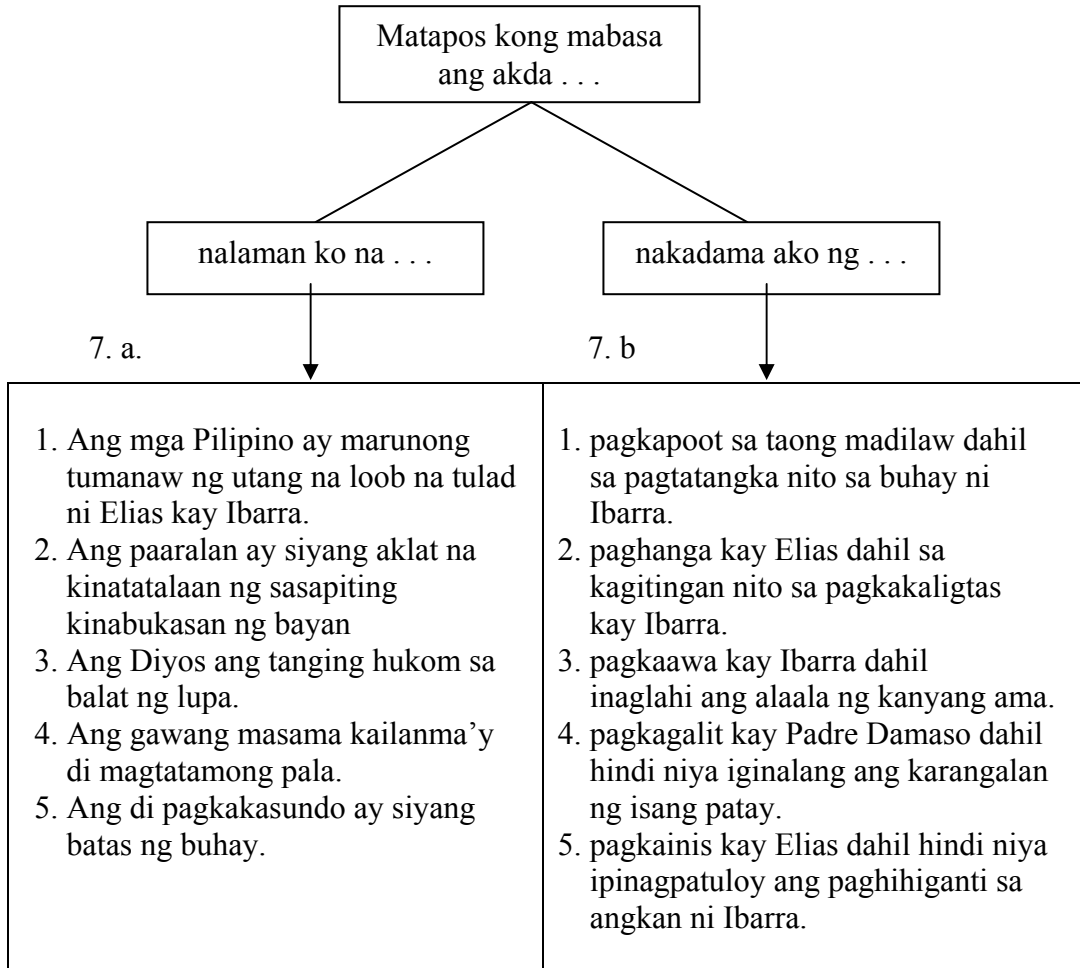 Matapos kong mabasa
ang akda . . .
nalaman ko na . . .
nakadama ako ng . . .
7. a.
7. b
1. Ang mga Pilipino ay marunong
tumanaw ng utang na loob na tulad
ni Elias kay Ibarra.
2. Ang paaralan ay siyang aklat na
kinatatalaan ng sasapiting
kinabukasan ng bayan
3. Ang Diyos ang tanging hukom sa
balat ng lupa.
4. Ang gawang masama kailanma’y
di magtatamong pala.
5. Ang di pagkakasundo ay siyang
batas ng buhay.
1. pagkapoot sa taong madilaw dahil
sa pagtatangka nito sa buhay ni
Ibarra.
2. paghanga kay Elias dahil sa
kagitingan nito sa pagkakaligtas
kay Ibarra.
3. pagkaawa kay Ibarra dahil
inaglahi ang alaala ng kanyang ama.
4. pagkagalit kay Padre Damaso dahil
hindi niya iginalang ang karangalan
ng isang patay.
5. pagkainis kay Elias dahil hindi niya
ipinagpatuloy ang paghihiganti sa
angkan ni Ibarra.